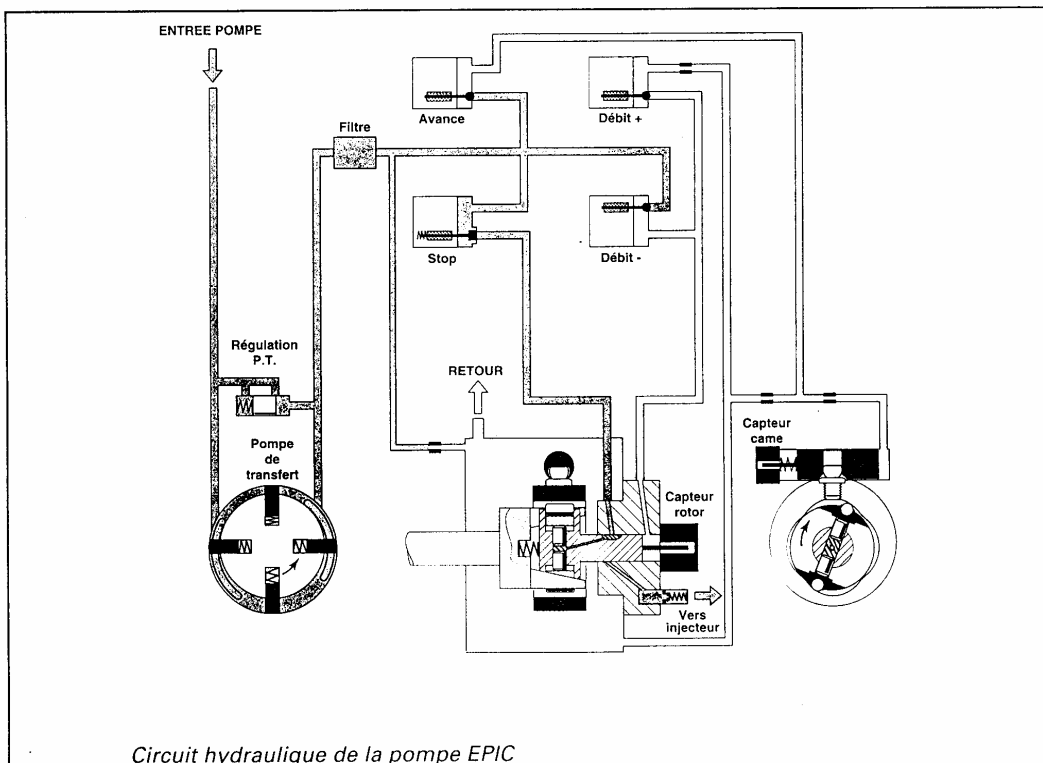 ENTREE POMPE
Avance
Débit +
Filtre
Stop
Débit -
Régulation
P.T.
RETOUR
Pompe
de
transfert
Capteur
came
Capteur
rotor
Vers
injecteur
Circuit hydraulique de la pompe EPIC